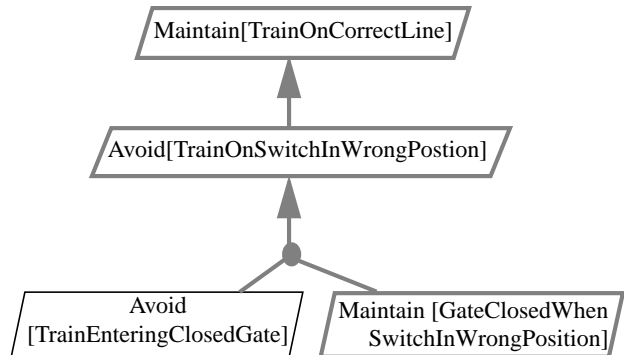 Maintain[TrainOnCorrectLine]
Avoid[TrainOnSwitchInWrongPostion]
Avoid
[TrainEnteringClosedGate]
Maintain [GateClosedWhen
SwitchInWrongPosition]